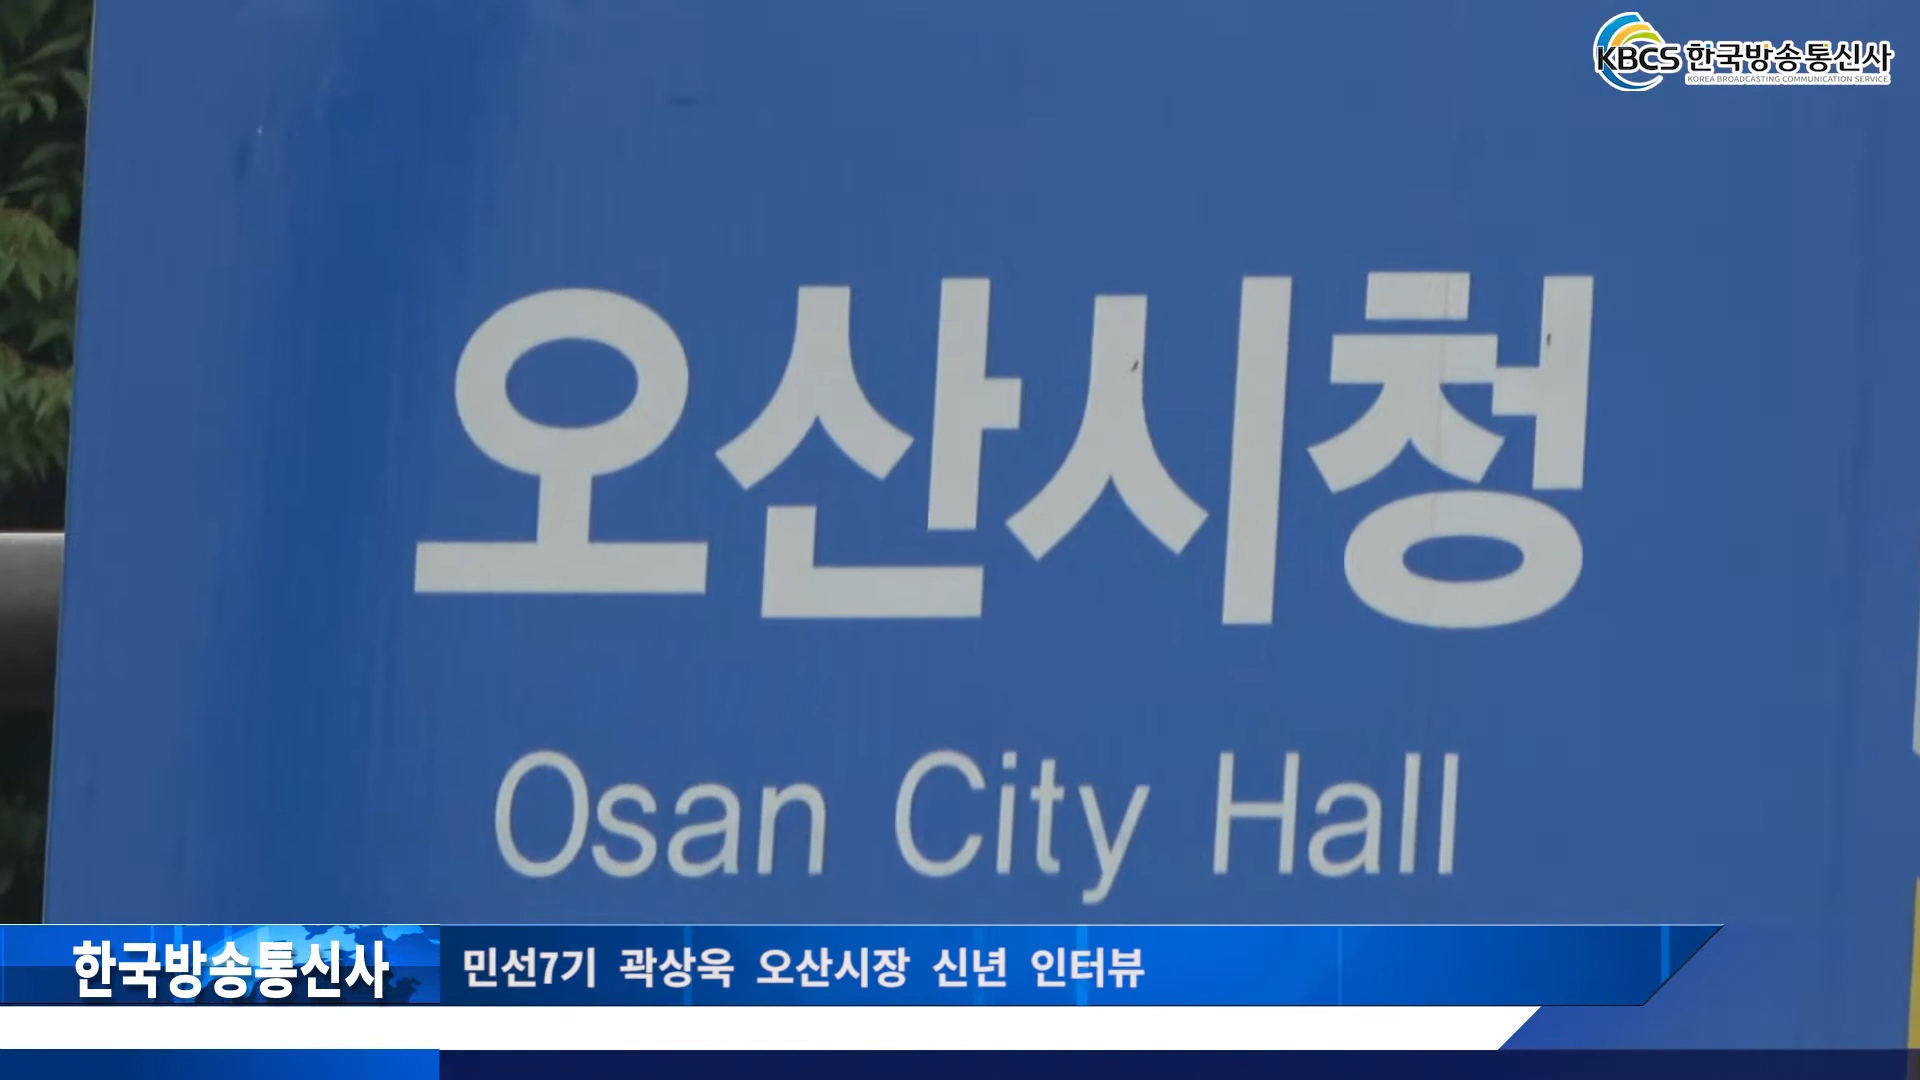 KBCS 한국방송통신사
KOREA BROADCASTING COMMUNICATION SERVICE
오산시청
Osan City Hall
한국방송통신사
민선7기 곽상욱 오산시장 신년 인터뷰